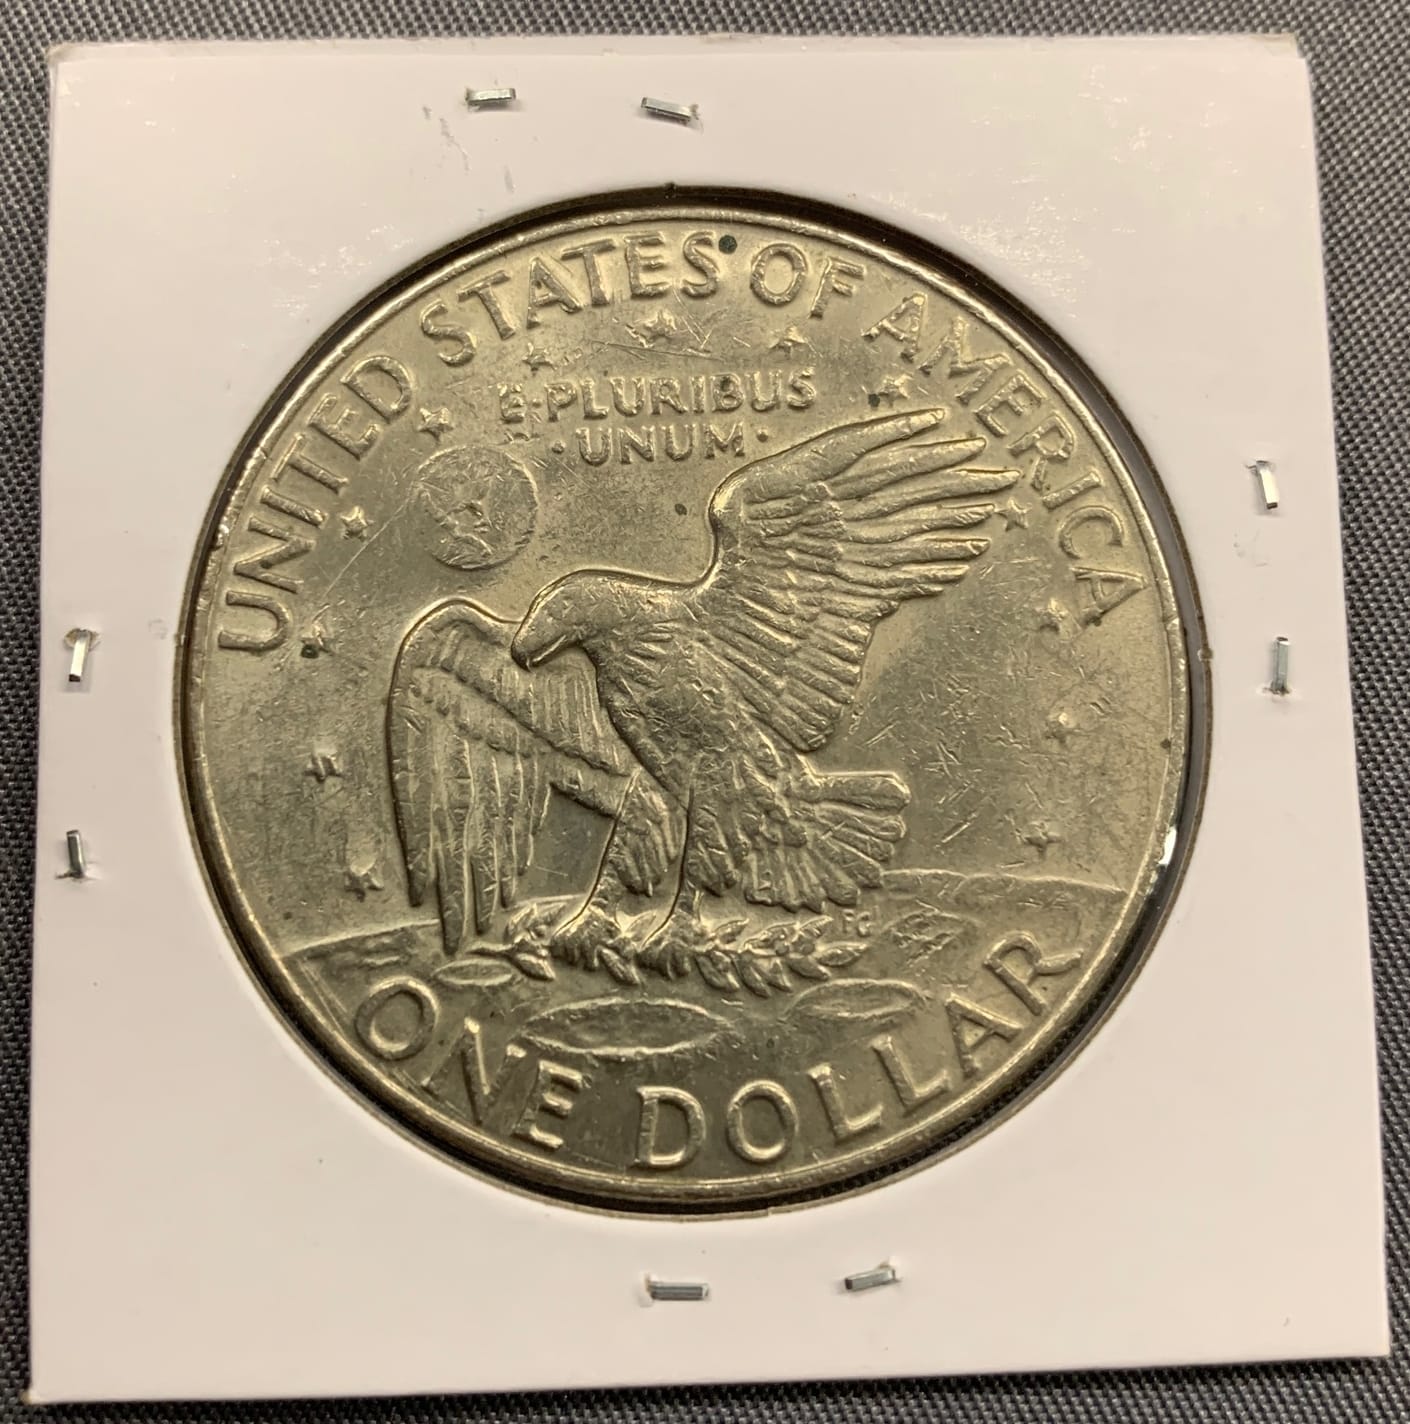 UNITED STATES OF AMERICA
E·PLURIBUS
·UNUM·
FG
ONE DOLLAR